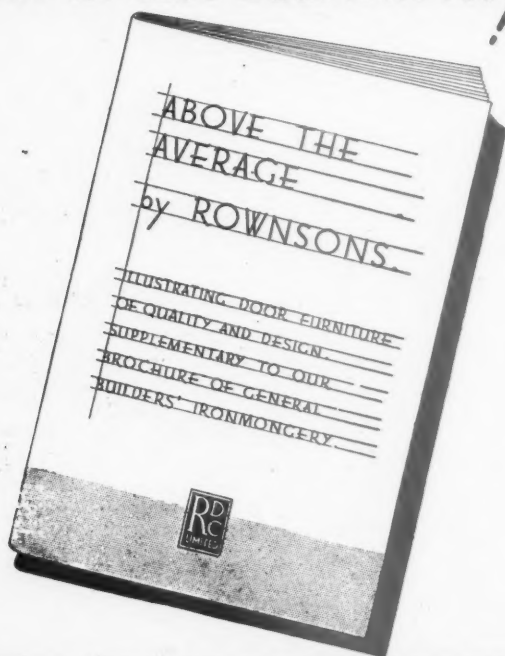 ABOVE THE
AVERAGE
by ROWNSONS.
ILLUSTRATING DOOR FURNITURE
OF QUALITY AND DESIGN.
SUPPLEMENTARY TO OUR
BROCHURE OF GENERAL
BUILDERS' IRONMONGERY.
RDC
LIMITED